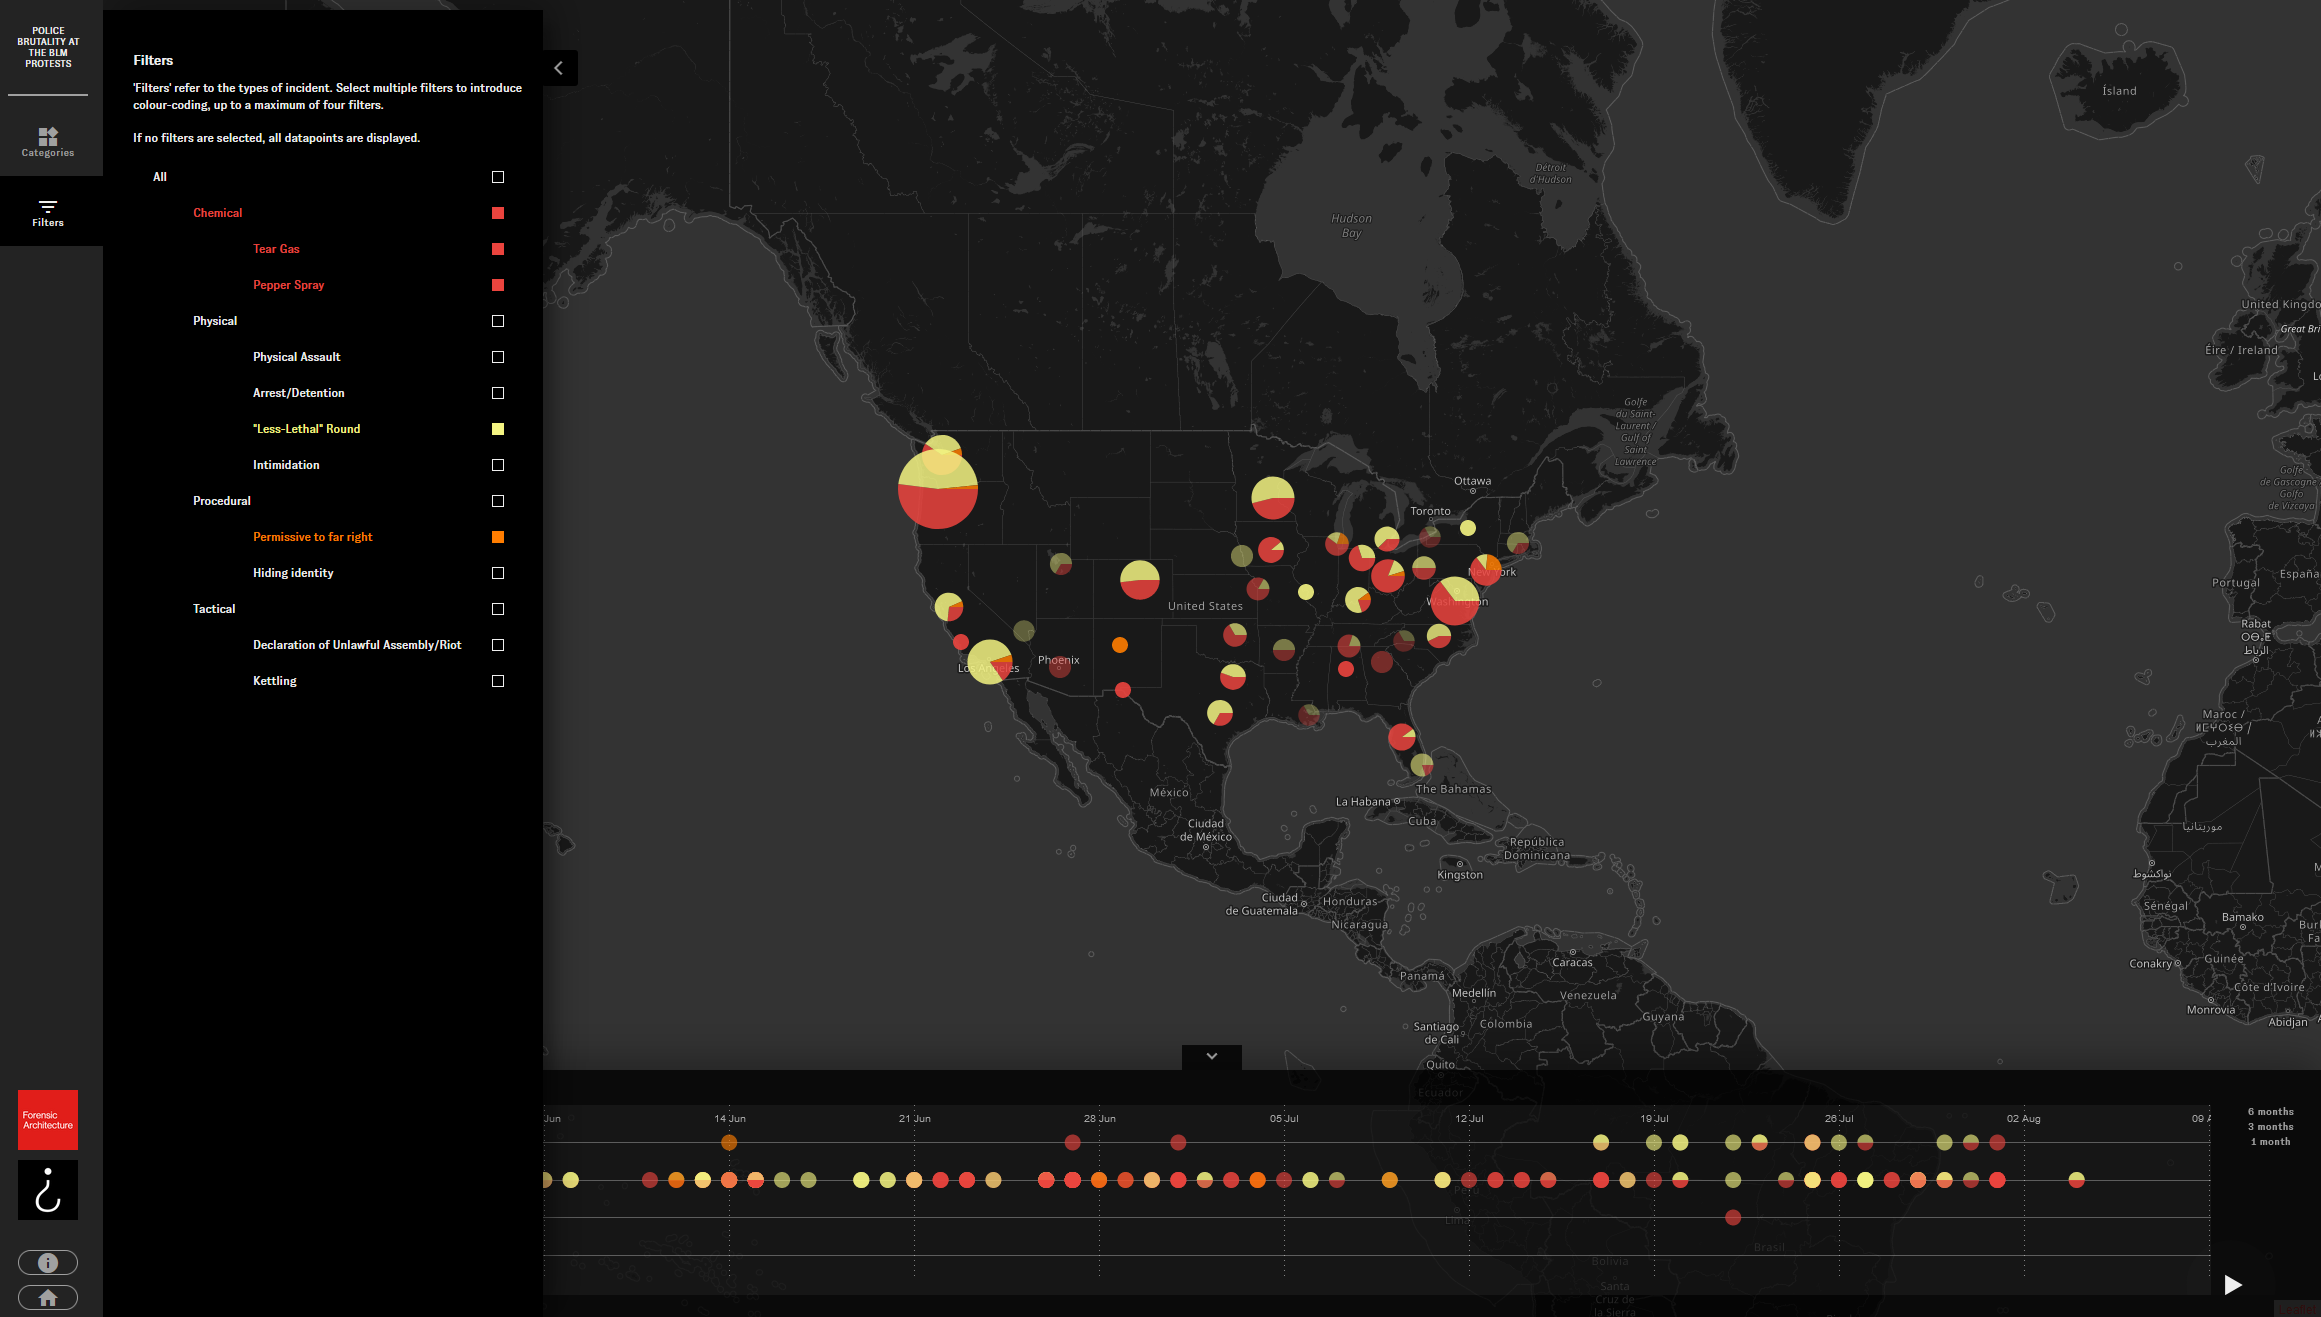 POLICE
BRUTALITY AT
THE BLM
PROTESTS
Categories
Filters
Filters
'Filters' refer to the types of incident. Select multiple filters to introduce
colour-coding, up to a maximum of four filters.
If no filters are selected, all datapoints are displayed.
All
Chemical
Tear Gas
Pepper Spray
Physical
Physical Assault
Arrest/Detention
"Less-Lethal" Round
Intimidation
Procedural
Permissive to far right
Hiding identity
Tactical
Declaration of Unlawful Assembly/Riot
Kettling
Forensic
Architecture
Ísland
Détroit
d'Hudson
Hudson
Bay
United Kingdo
Great Bri
Éire / Ireland
Golfe
du Saint-
Laurent /
Gulf of
Saint
Lawrence
Golfe
de Gascogne
Golfo
de Vizcaya
Ottawa
Toronto
New York
Washington
United States
Phoenix
Los Angeles
Portugal
España
Rabat
ⵔⴱⴰⵟ
الرباط
Maroc /
ⵍⵎⵖⵔⵉⴱ /
المغرب
México
Ciudad
de México
La Habana
The Bahamas
Cuba
República
Dominicana
Kingston
Ciudad
de Guatemala
Honduras
Nicaragua
Panamá
Caracas
Medellín
Venezuela
Santiago
de Cali
Colombia
Guyana
Quito
Ecuador
موريتانيا
نواكشوط
Sénégal
Bamako
Conakry
Guinée
Côte d'Ivoire
Monrovia
Abidjan
Jun
14 Jun
21 Jun
28 Jun
05 Jul
12 Jul
19 Jul
26 Jul
02 Aug
09 A
6 months
3 months
1 month
Perú
Lima
Brasil
Bolivia
Santa
Cruz de
la Sierra